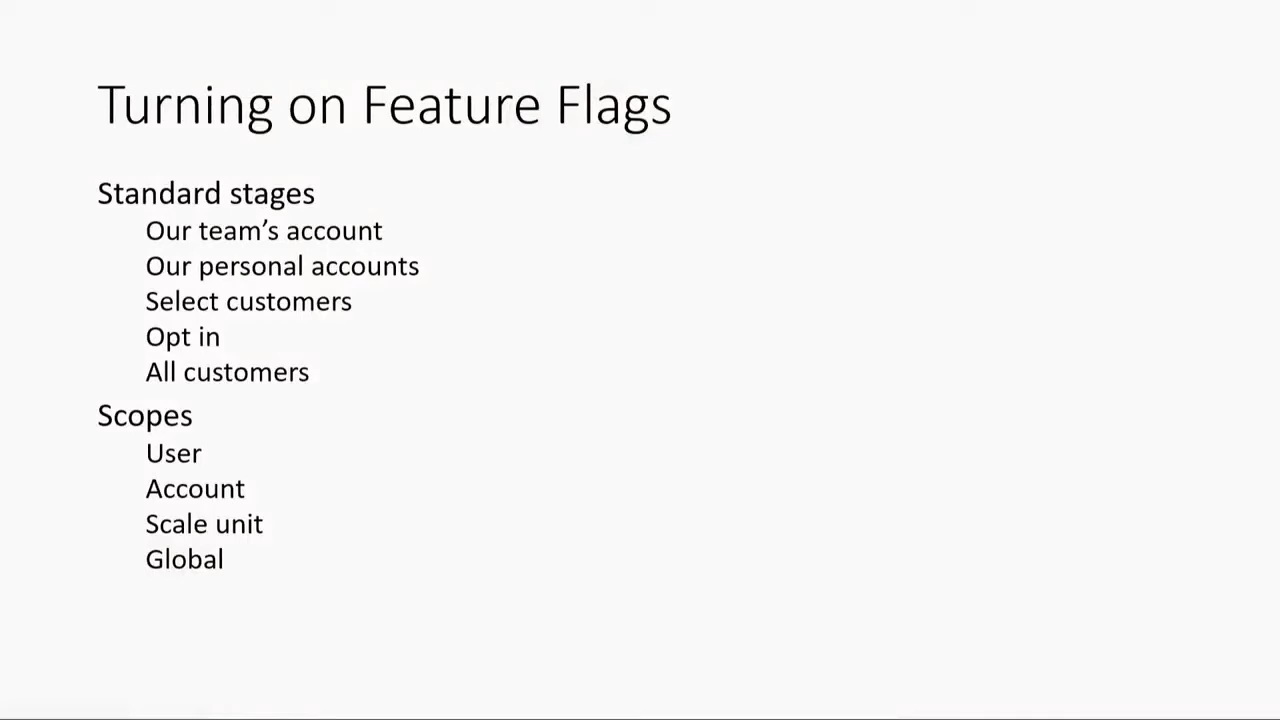 Turning on Feature Flags
Standard stages
Our team’s account
Our personal accounts
Select customers
Opt in
All customers
Scopes
User
Account
Scale unit
Global